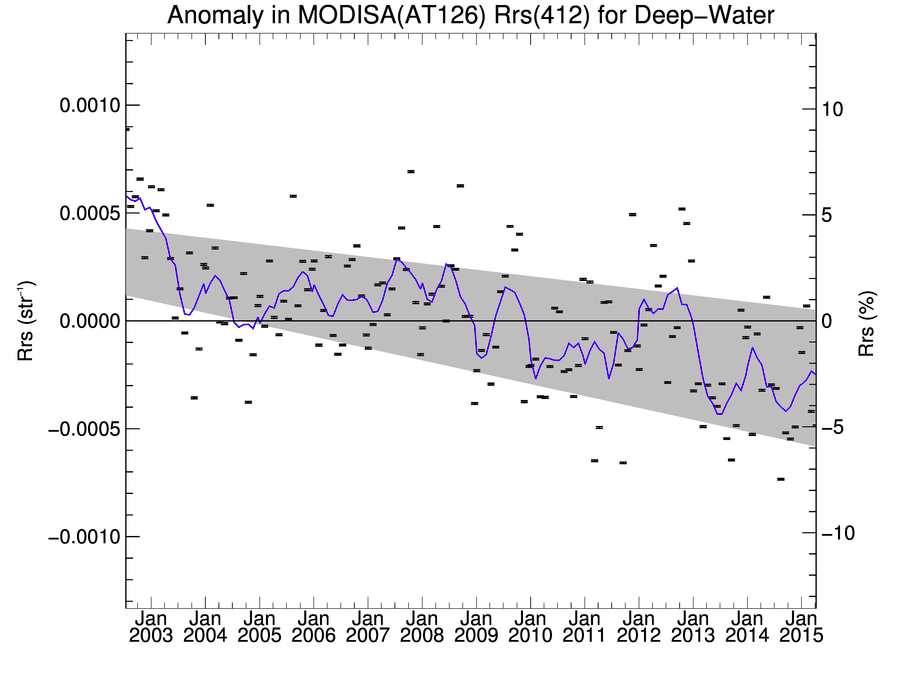 Anomaly in MODISA(AT126) Rrs(412) for Deep−Water
0.0010
0.0005
0.0000
−0.0005
−0.0010
Rrs (str⁻¹)
10
5
0
−5
−10
Rrs (%)
Jan Jan Jan Jan Jan Jan Jan Jan Jan Jan Jan Jan Jan
2003 2004 2005 2006 2007 2008 2009 2010 2011 2012 2013 2014 2015